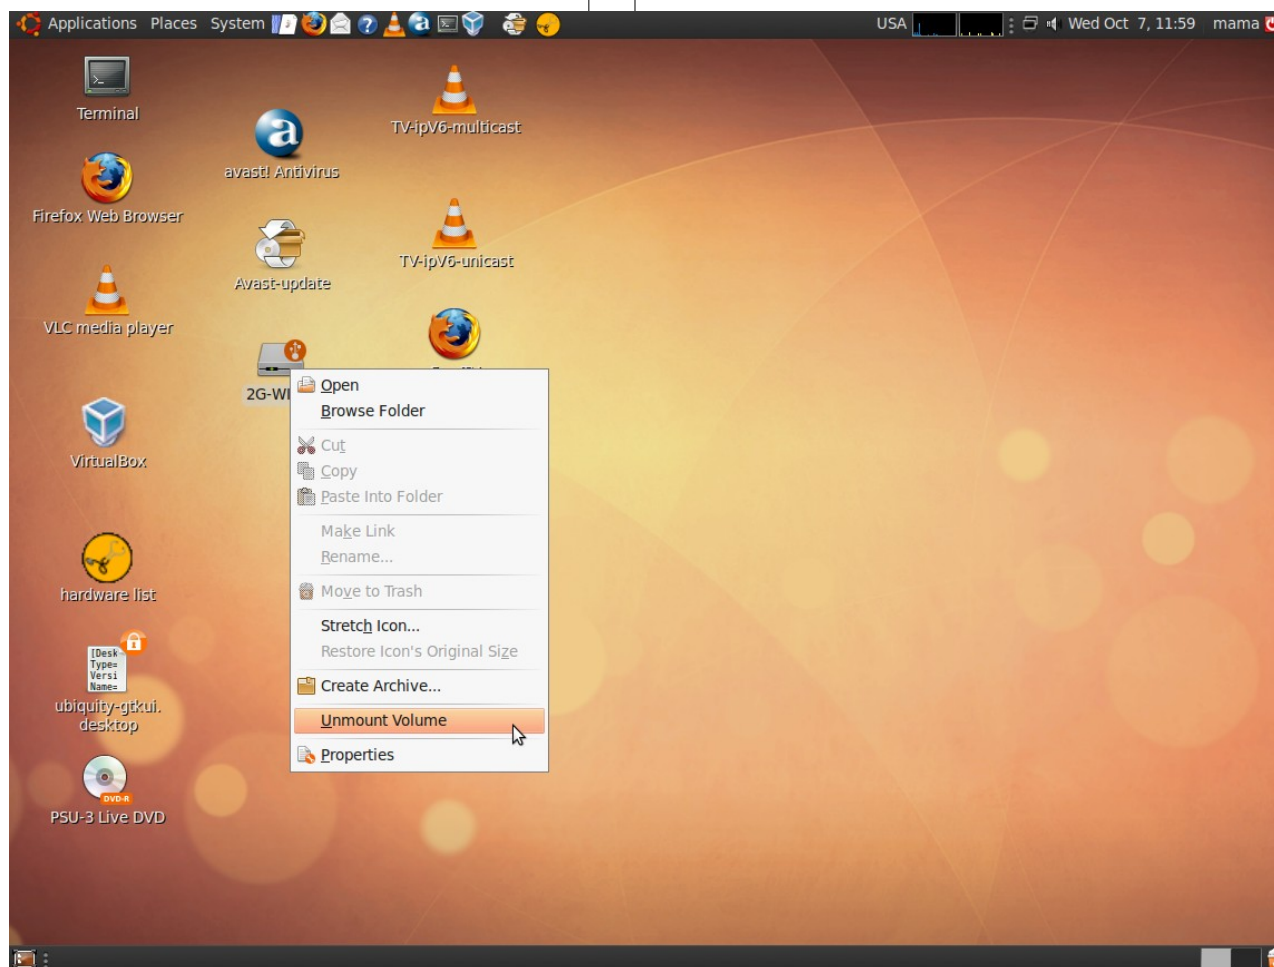 Applications Places System
USA
Wed Oct 7, 11:59 mama
Terminal
Firefox Web Browser
VLC media player
VirtualBox
hardware list
[Desk
Type=
Versi
Name=
ubiquity-gtkui.
desktop
DVD-R
PSU-3 Live DVD
a
avast! Antivirus
Avast-update
TV-ipV6-multicast
TV-ipV6-unicast
Open
Browse Folder
Cut
Copy
Paste Into Folder
Make Link
Rename...
Move to Trash
Stretch Icon...
Restore Icon's Original Size
Create Archive...
Unmount Volume
Properties